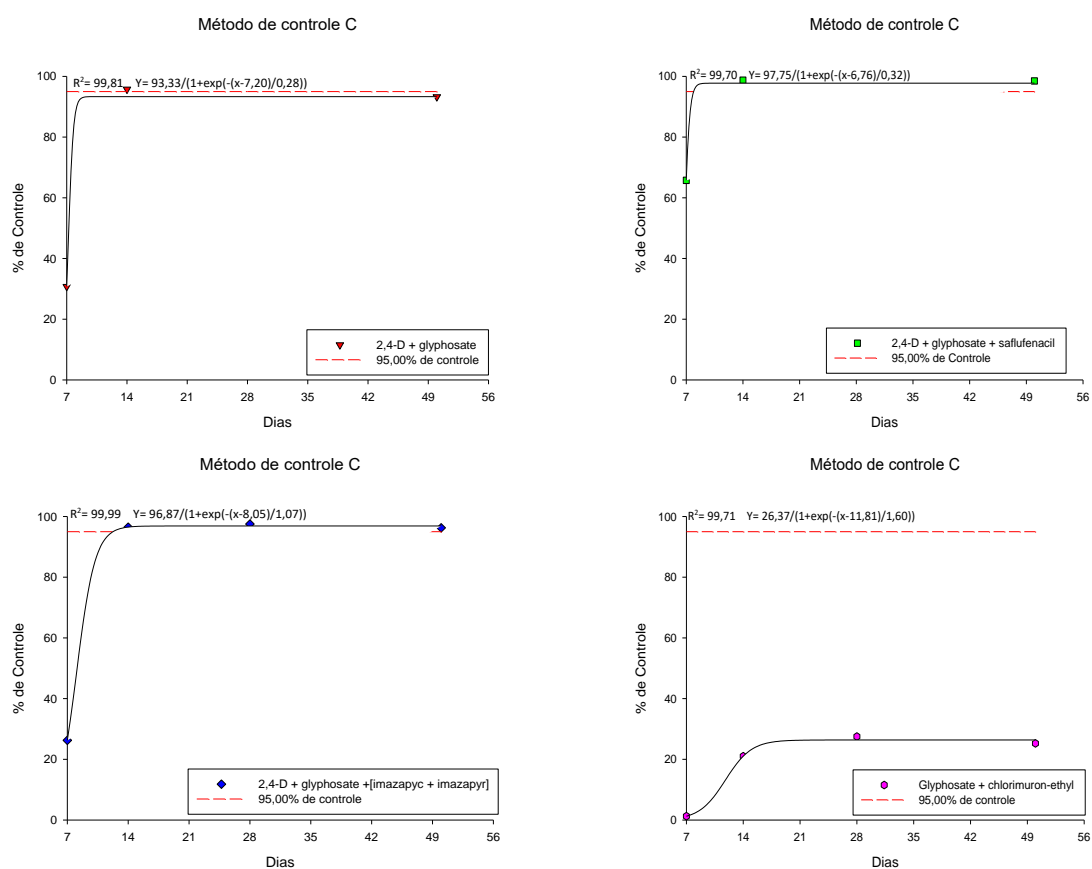 Método de controle C
R²= 99,81 Y= 93,33/(1+exp(-(x-7,20)/0,28))
100
80
60
40
20
0
% de Controle
2,4-D + glyphosate
95,00% de controle
7 14 21 28 35 42 49 56
Dias
Método de controle C
R²= 99,70 Y= 97,75/(1+exp(-(x-6,76)/0,32))
100
80
60
40
20
0
% de Controle
2,4-D + glyphosate + saflufenacil
95,00% de Controle
7 14 21 28 35 42 49 56
Dias
Método de controle C
R²= 99,99 Y= 96,87/(1+exp(-(x-8,05)/1,07))
100
80
60
40
20
0
% de Controle
2,4-D + glyphosate +[imazapyc + imazapyr]
95,00% de controle
7 14 21 28 35 42 49 56
Dias
Método de controle C
R²= 99,71 Y= 26,37/(1+exp(-(x-11,81)/1,60))
100
80
60
40
20
0
% de Controle
Glyphosate + chlorimuron-ethyl
95,00% de controle
7 14 21 28 35 42 49 56
Dias